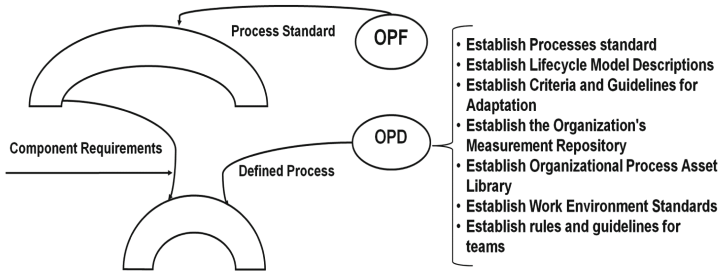 Process Standard
OPF
Component Requirements
Defined Process
OPD
• Establish Processes standard
• Establish Lifecycle Model Descriptions
• Establish Criteria and Guidelines for
Adaptation
• Establish the Organization's
Measurement Repository
• Establish Organizational Process Asset
Library
• Establish Work Environment Standards
• Establish rules and guidelines for
teams